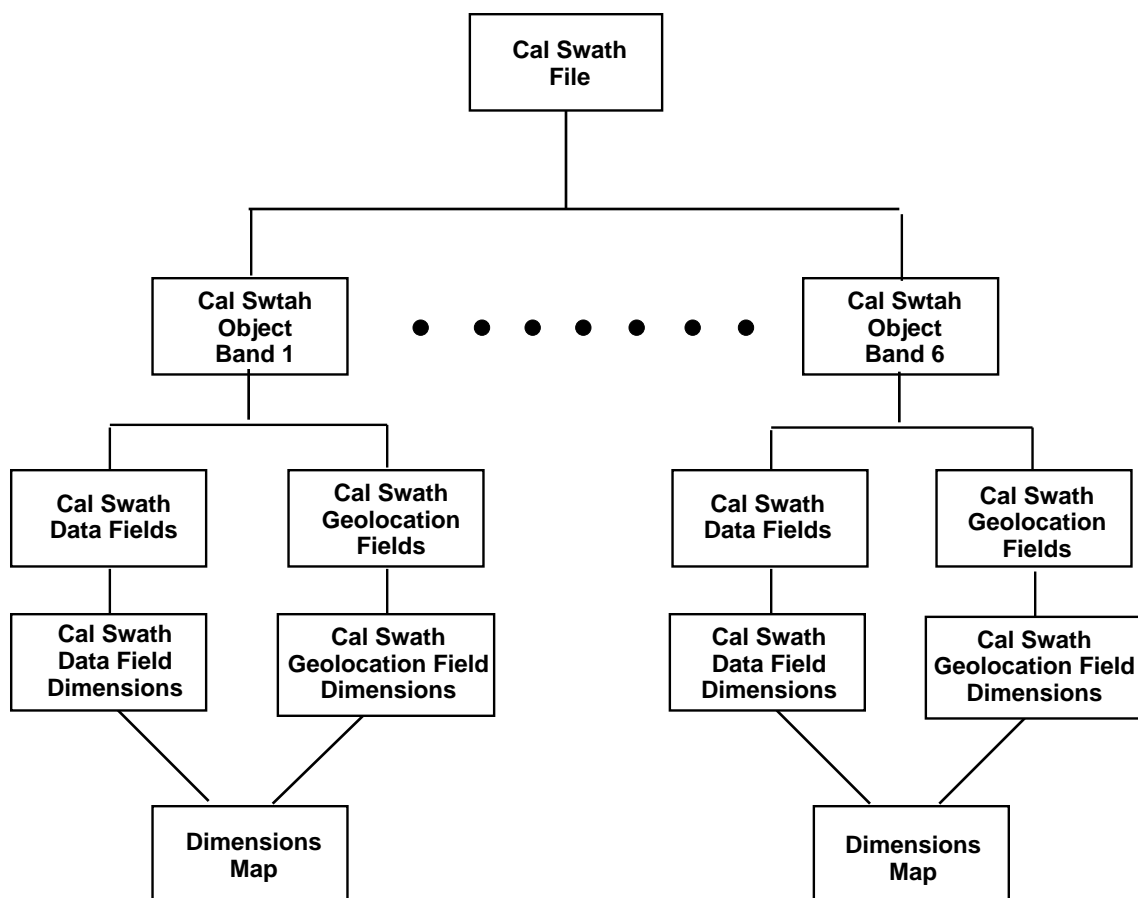 Cal Swath
File
Cal Swtah
Object
Band 1
Cal Swtah
Object
Band 6
Cal Swath
Data Fields
Cal Swath
Geolocation
Fields
Cal Swath
Data Fields
Cal Swath
Geolocation
Fields
Cal Swath
Data Field
Dimensions
Cal Swath
Geolocation Field
Dimensions
Cal Swath
Data Field
Dimensions
Cal Swath
Geolocation Field
Dimensions
Dimensions
Map
Dimensions
Map